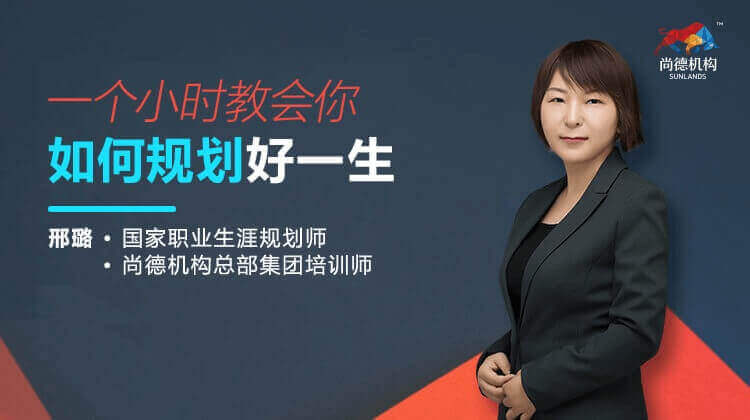 尚德机构
SUNLANDS
TM
一个小时教会你
如何规划好一生
邢璐 • 国家职业生涯规划师
• 尚德机构总部集团培训师